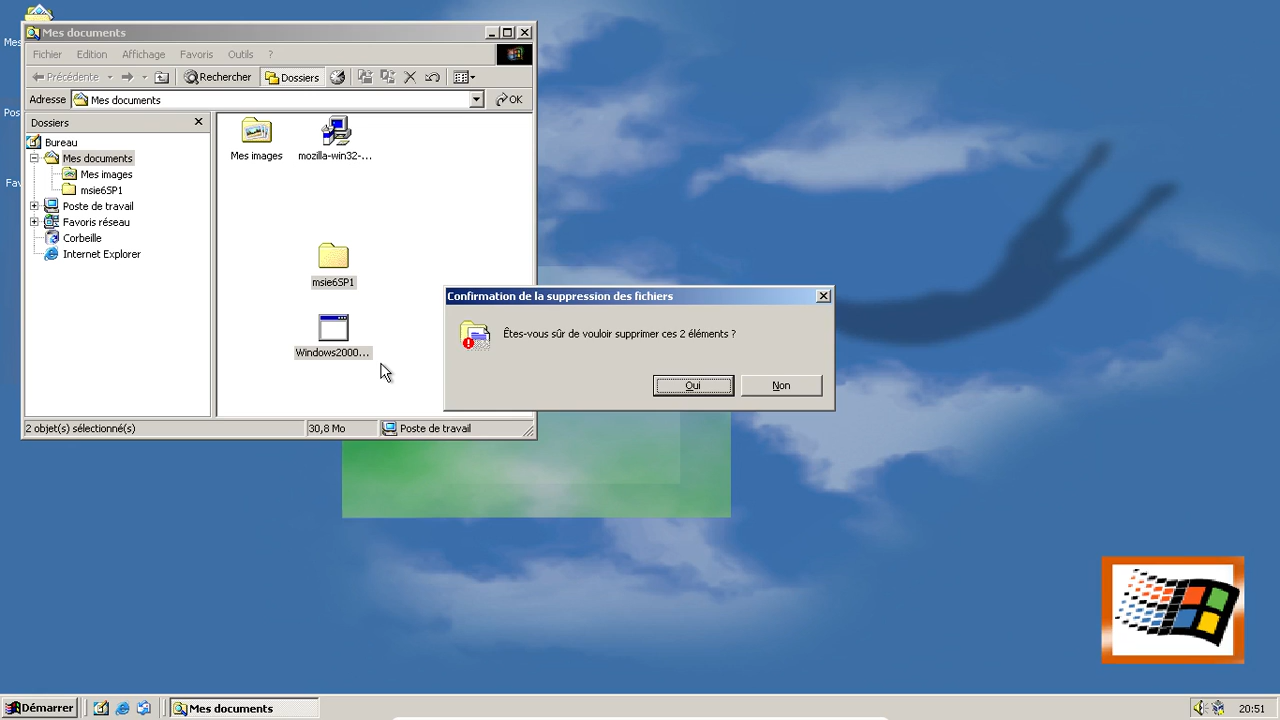 Mes
Pos
Fav
Mes documents
Fichier Edition Affichage Favoris Outils ?
Précédente Rechercher Dossiers
Adresse Mes documents OK
Dossiers
Bureau
Mes documents
Mes images
msie6SP1
Poste de travail
Favoris réseau
Corbeille
Internet Explorer
Mes images
mozilla-win32-...
msie6SP1
Windows2000...
2 objet(s) sélectionné(s) 30,8 Mo Poste de travail
Confirmation de la suppression des fichiers
Êtes-vous sûr de vouloir supprimer ces 2 éléments ?
Oui Non
Démarrer Mes documents 20:51